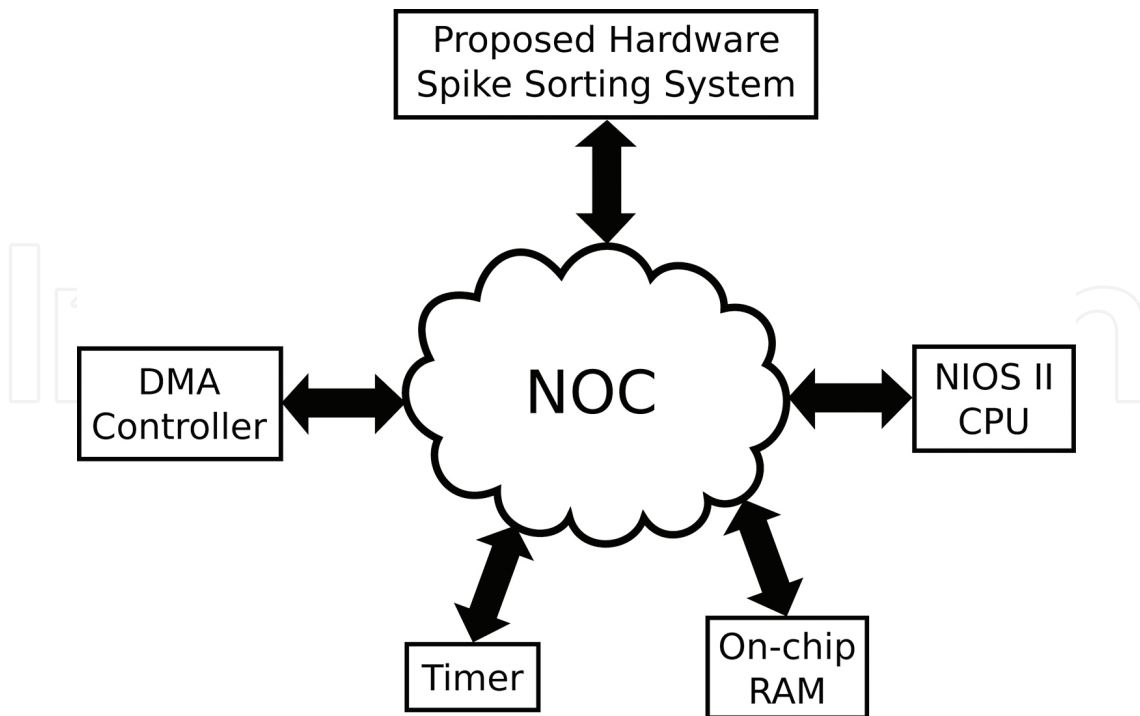 Proposed Hardware
Spike Sorting System
NOC
DMA
Controller
NIOS II
CPU
Timer
On-chip
RAM